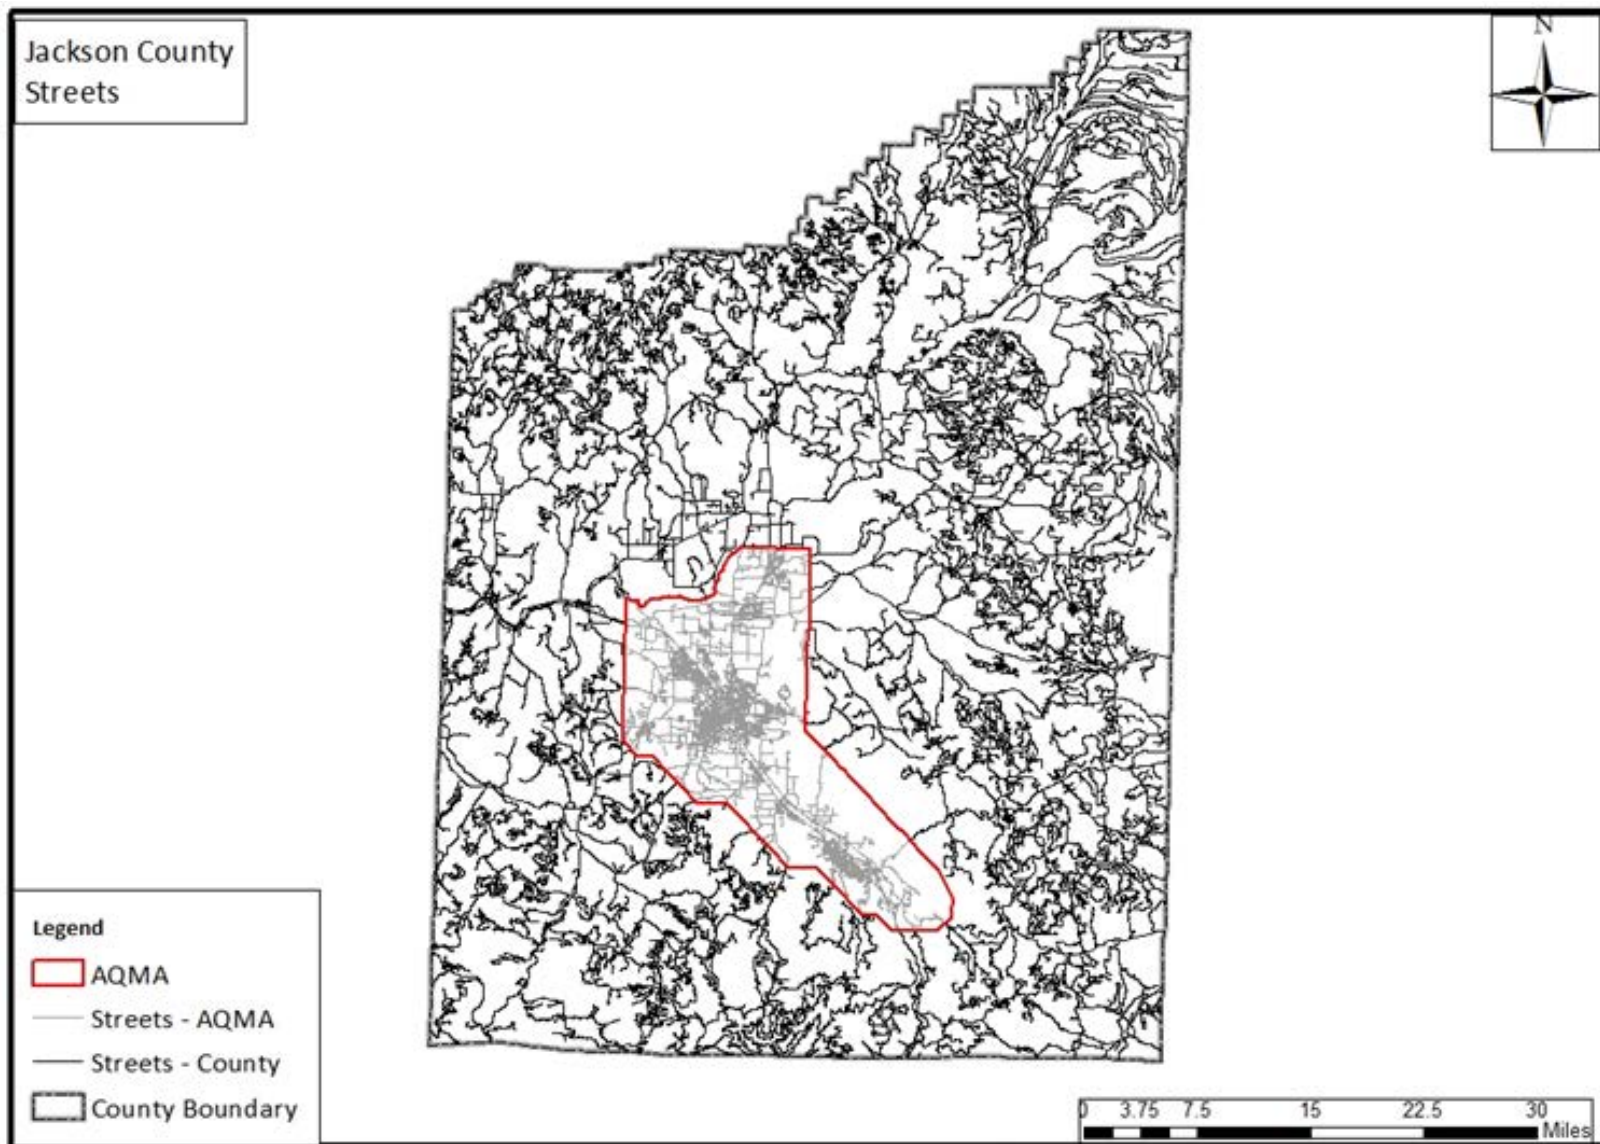 Jackson County
Streets
N
Legend
AQMA
Streets - AQMA
Streets - County
County Boundary
0 3.75 7.5 15 22.5 30
Miles